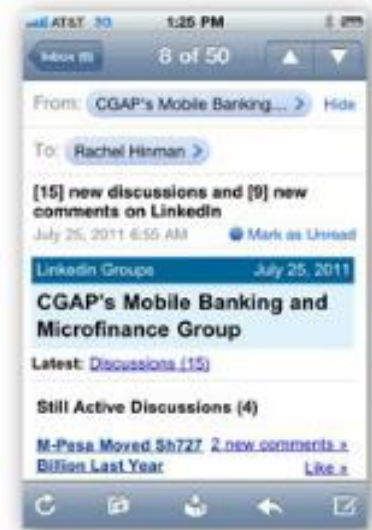 AT&T 3G 1:25 PM
Inbox (6) 8 of 50
From: CGAP's Mobile Banking... Hide
To: Rachel Hinman
[15] new discussions and [9] new
comments on LinkedIn
July 25, 2011 6:55 AM Mark as Unread
Linkedin Groups July 25, 2011
CGAP's Mobile Banking and
Microfinance Group
Latest: Discussions (15)
Still Active Discussions (4)
M-Pesa Moved Sh727 2 new comments »
Billion Last Year Like »